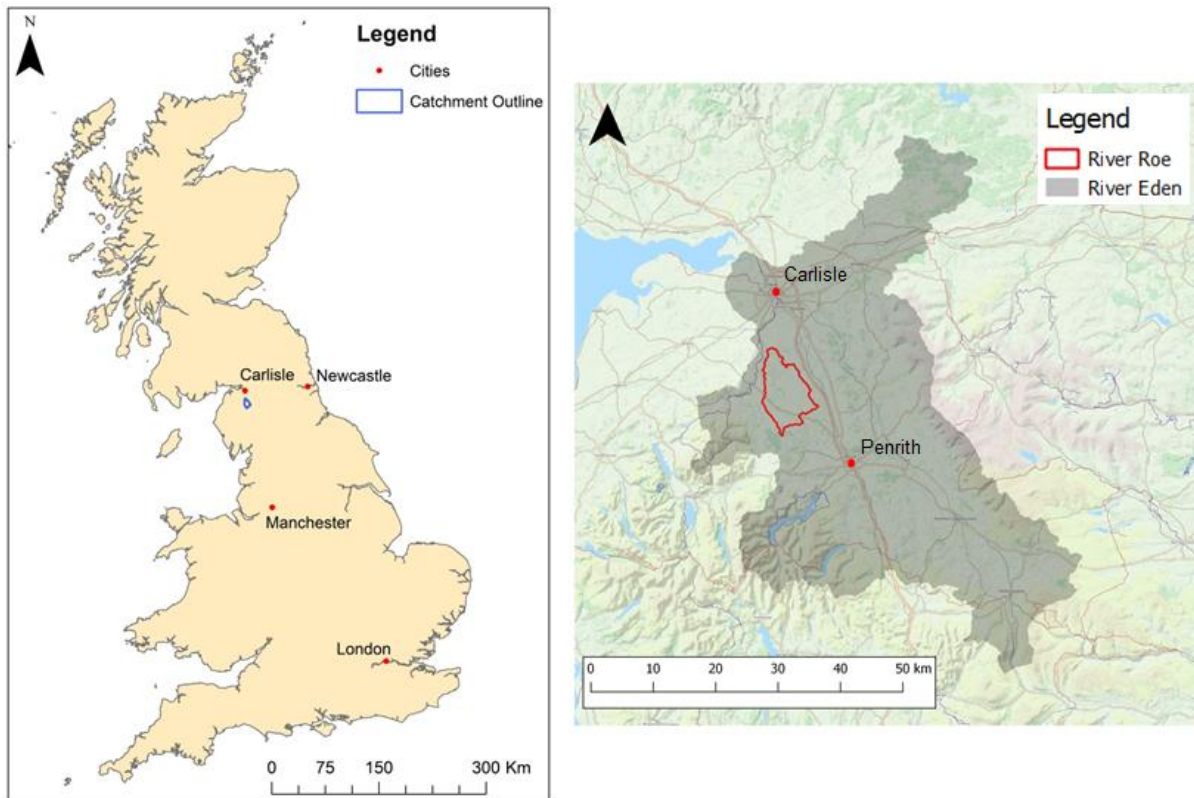 N
Legend
Cities
Catchment Outline
Carlisle
Newcastle
Manchester
London
0 75 150 300 Km
Legend
River Roe
River Eden
Carlisle
Penrith
0 10 20 30 40 50 km